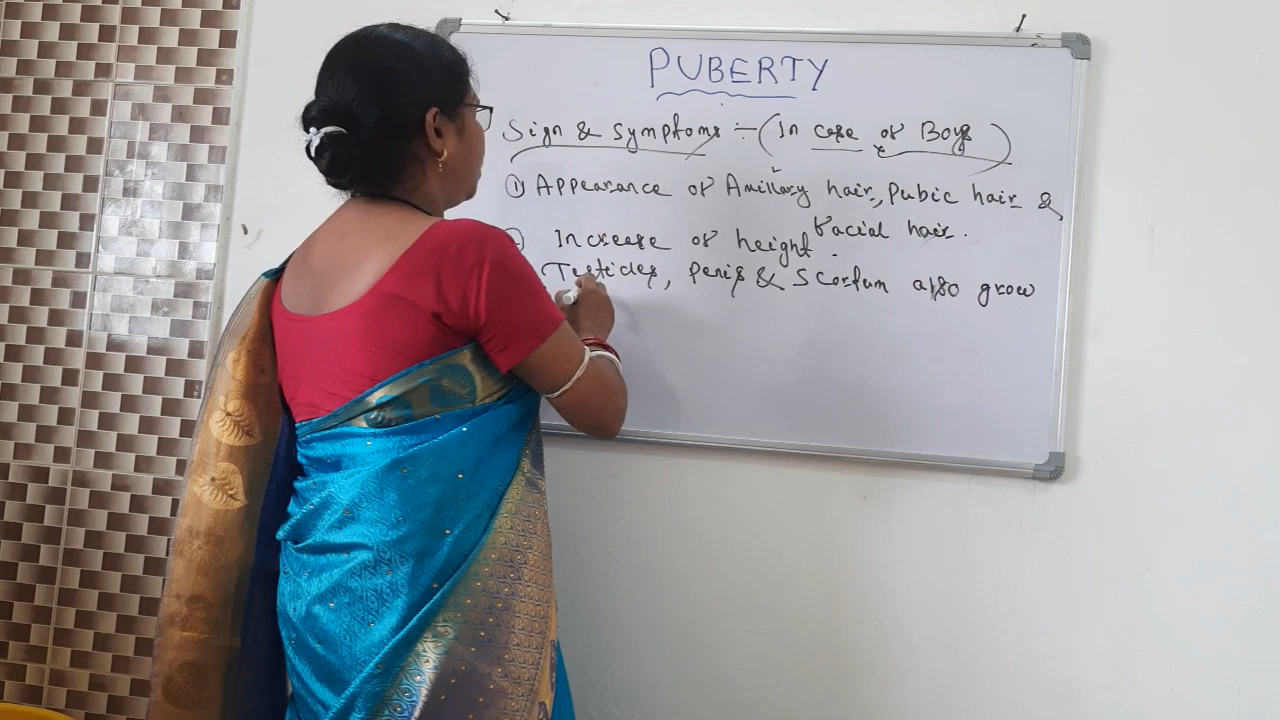 PUBERTY
Sign & Symptoms :- (In case of Boys)
① Appearance of Axillary hair, pubic hair &
facial hair.
Increase of height.
Testicles, penis & Scortum also grow